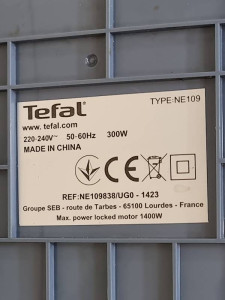 Tefal
TYPE:NE109
www.tefal.com
220-240V~ 50-60Hz 300W
MADE IN CHINA
REF:NE109838/UG0 - 1423
Groupe SEB - route de Tarbes - 65100 Lourdes - France
Max. power locked motor 1400W